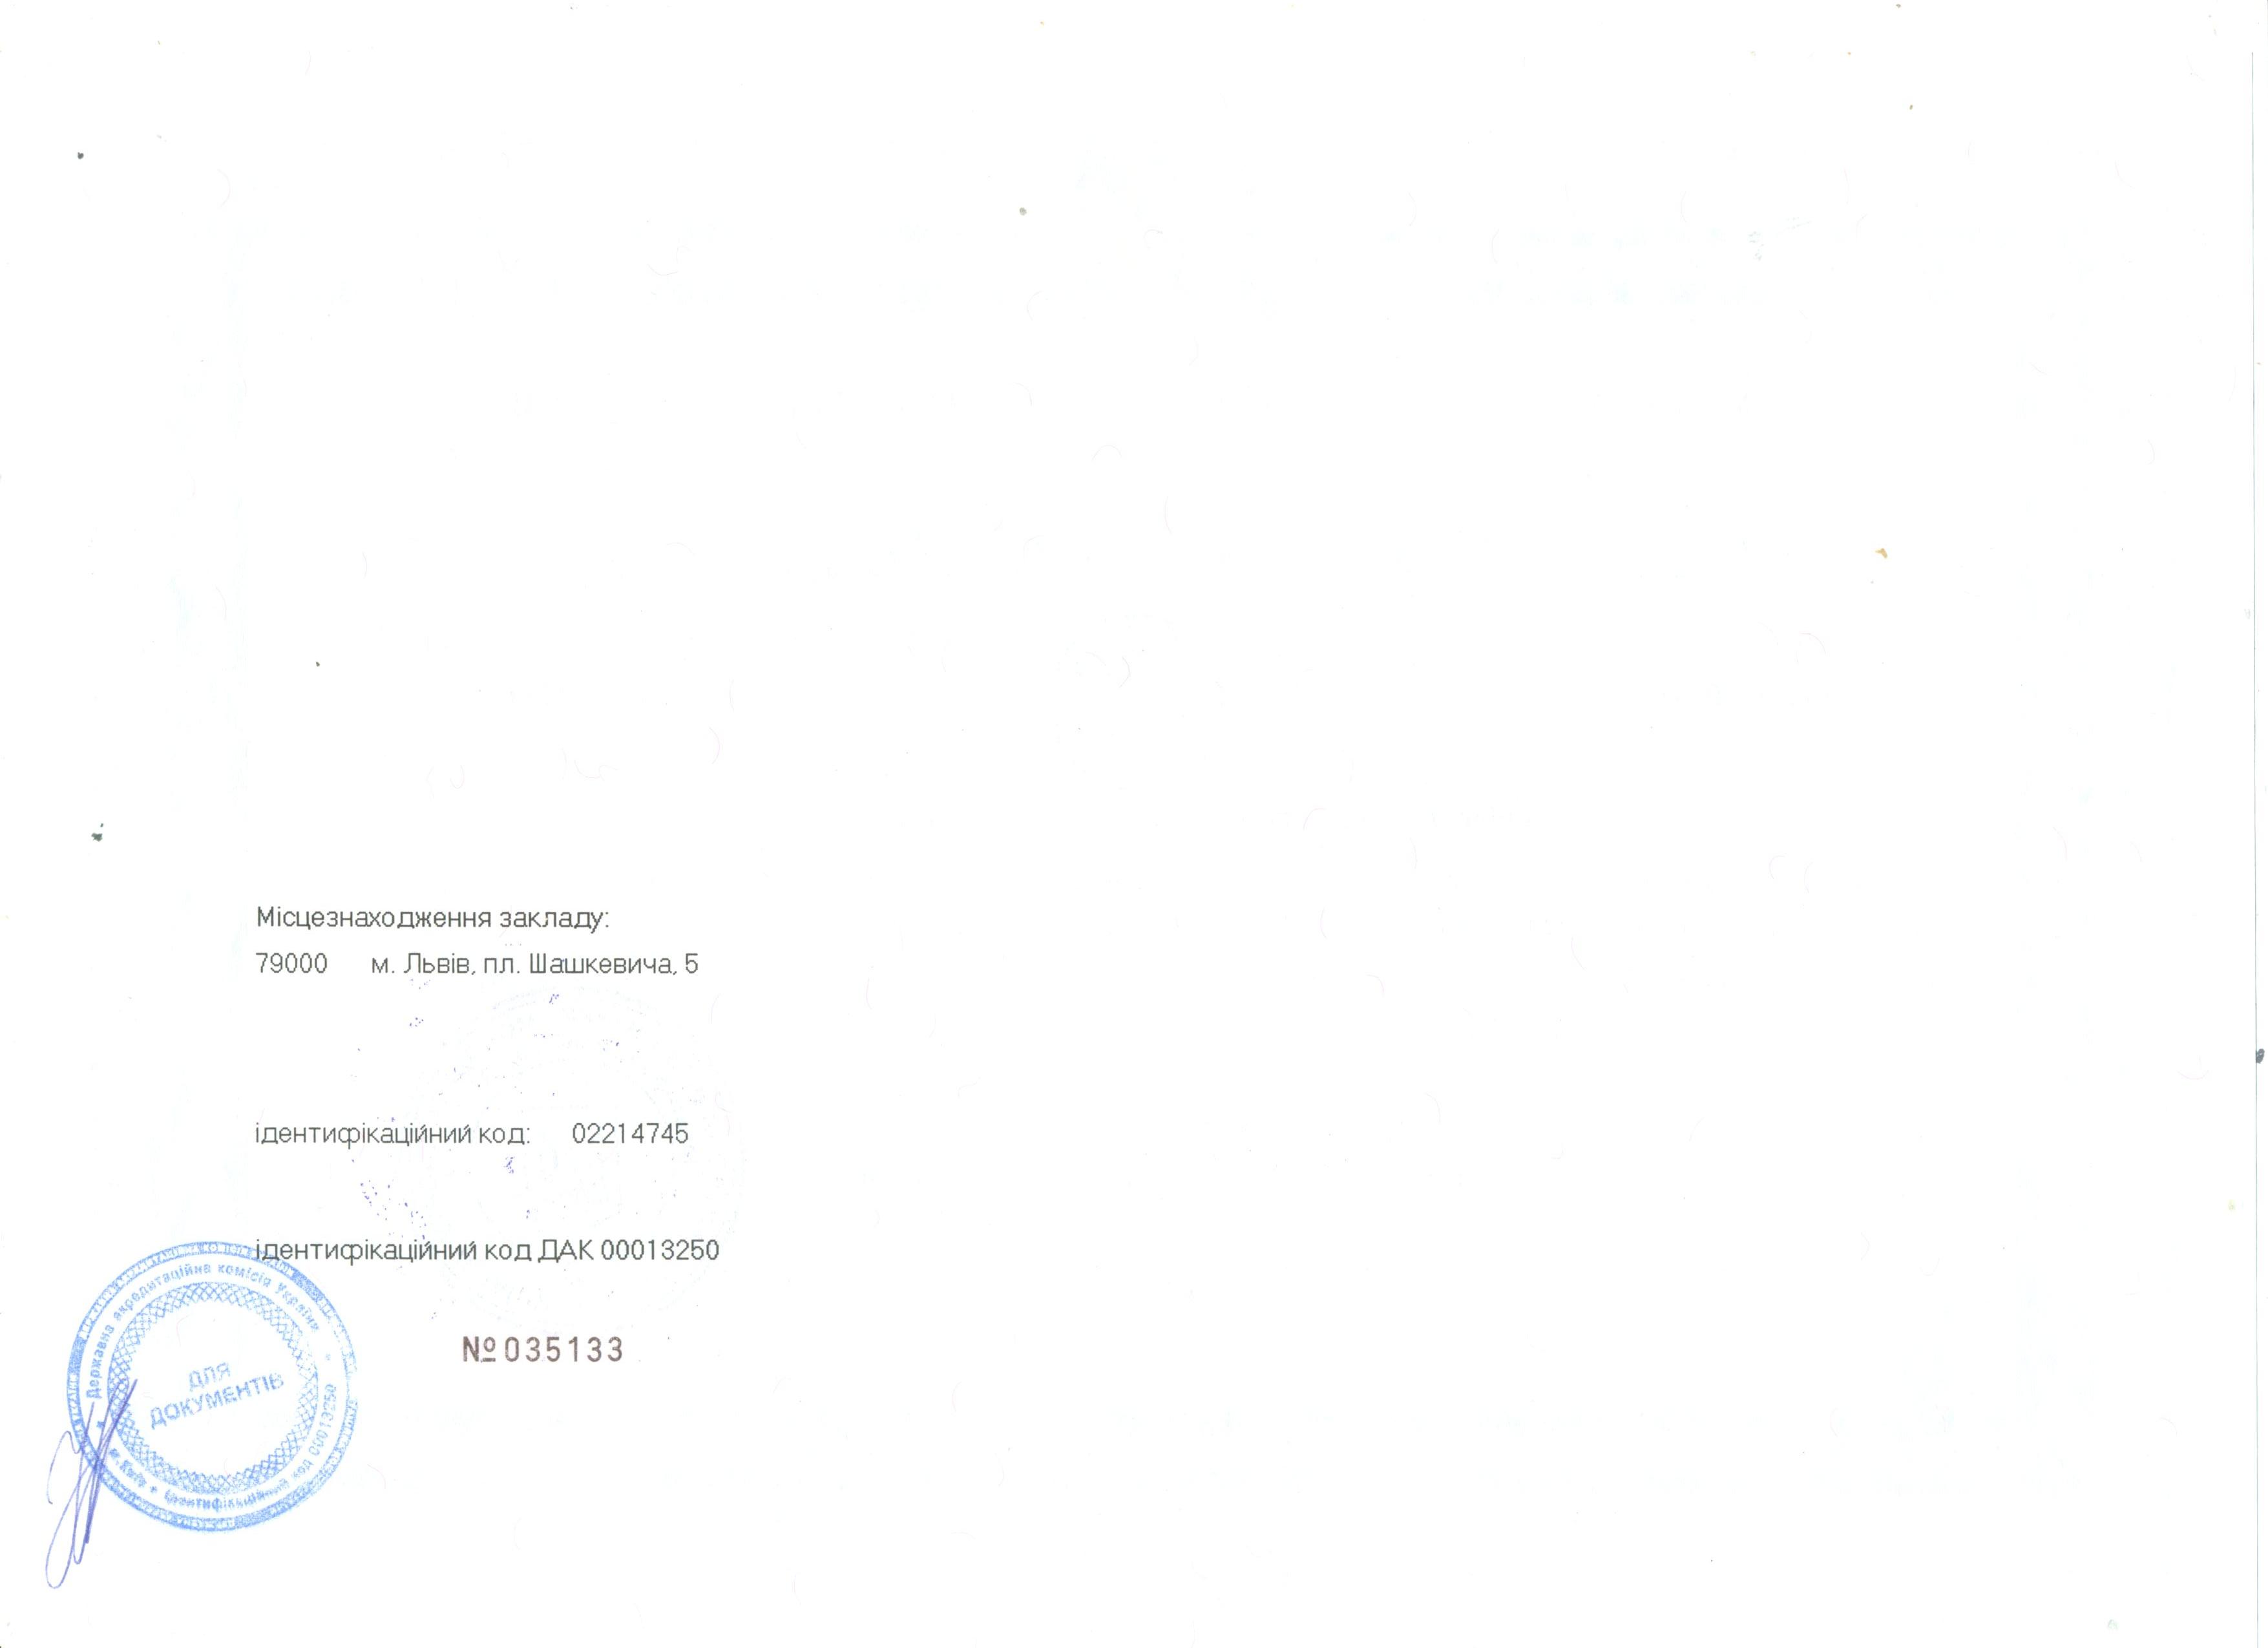 Місцезнаходження закладу:
79000 м. Львів, пл. Шашкевича, 5
ідентифікаційний код: 02214745
ідентифікаційний код ДАК 00013250
№035133
Державна акредитаційна комісія України
ДЛЯ
ДОКУМЕНТІВ
м. Київ * Ідентифікаційний код 00013250